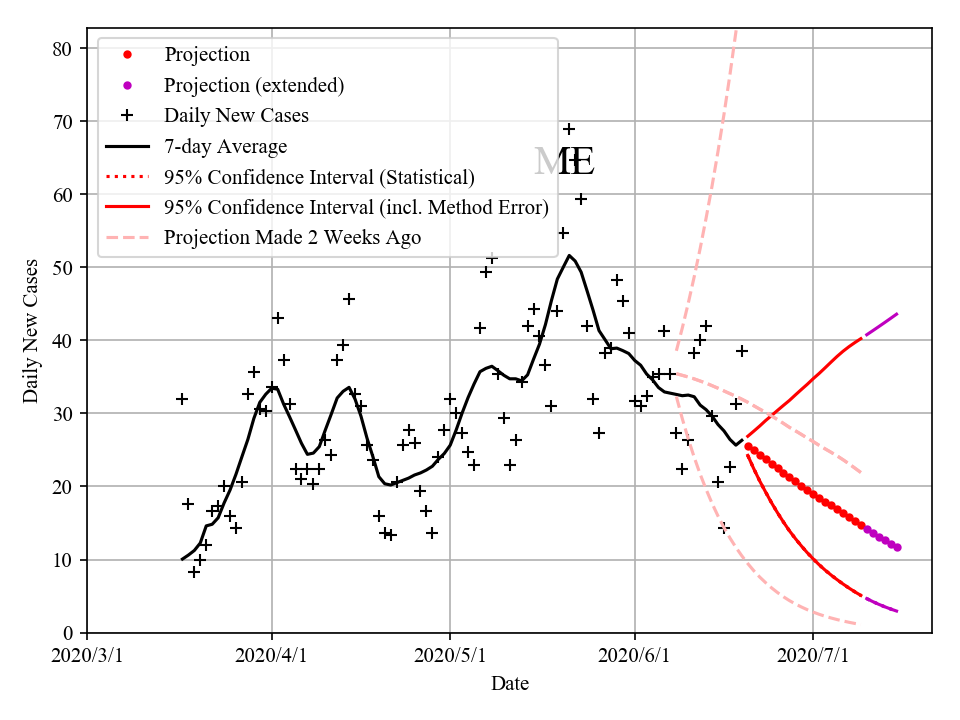 80
70
60
50
40
30
20
10
0
Daily New Cases
Projection
Projection (extended)
Daily New Cases
7-day Average
95% Confidence Interval (Statistical)
95% Confidence Interval (incl. Method Error)
Projection Made 2 Weeks Ago
ME
2020/3/1
2020/4/1
2020/5/1
2020/6/1
2020/7/1
Date